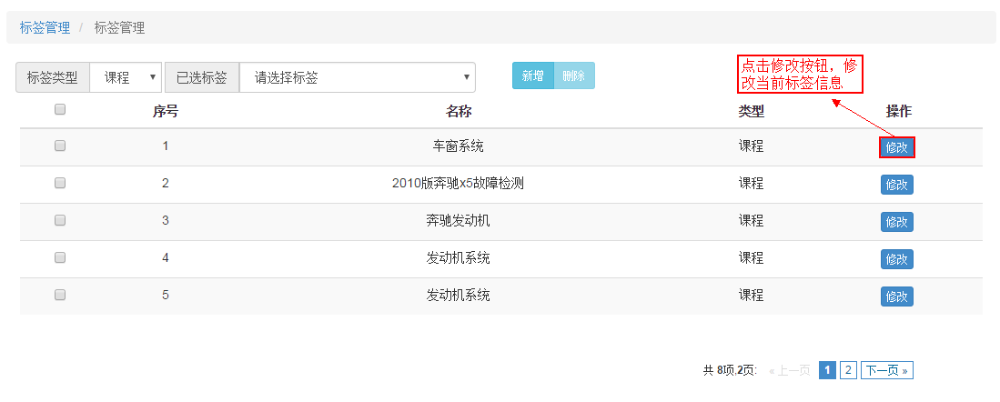 标签管理 / 标签管理
标签类型 课程 已选标签 请选择标签 新增 删除
点击修改按钮，修
改当前标签信息
序号 名称 类型 操作
1 车窗系统 课程 修改
2 2010版奔驰x5故障检测 课程 修改
3 奔驰发动机 课程 修改
4 发动机系统 课程 修改
5 发动机系统 课程 修改
共 8项,2页: « 上一页 1 2 下一页 »